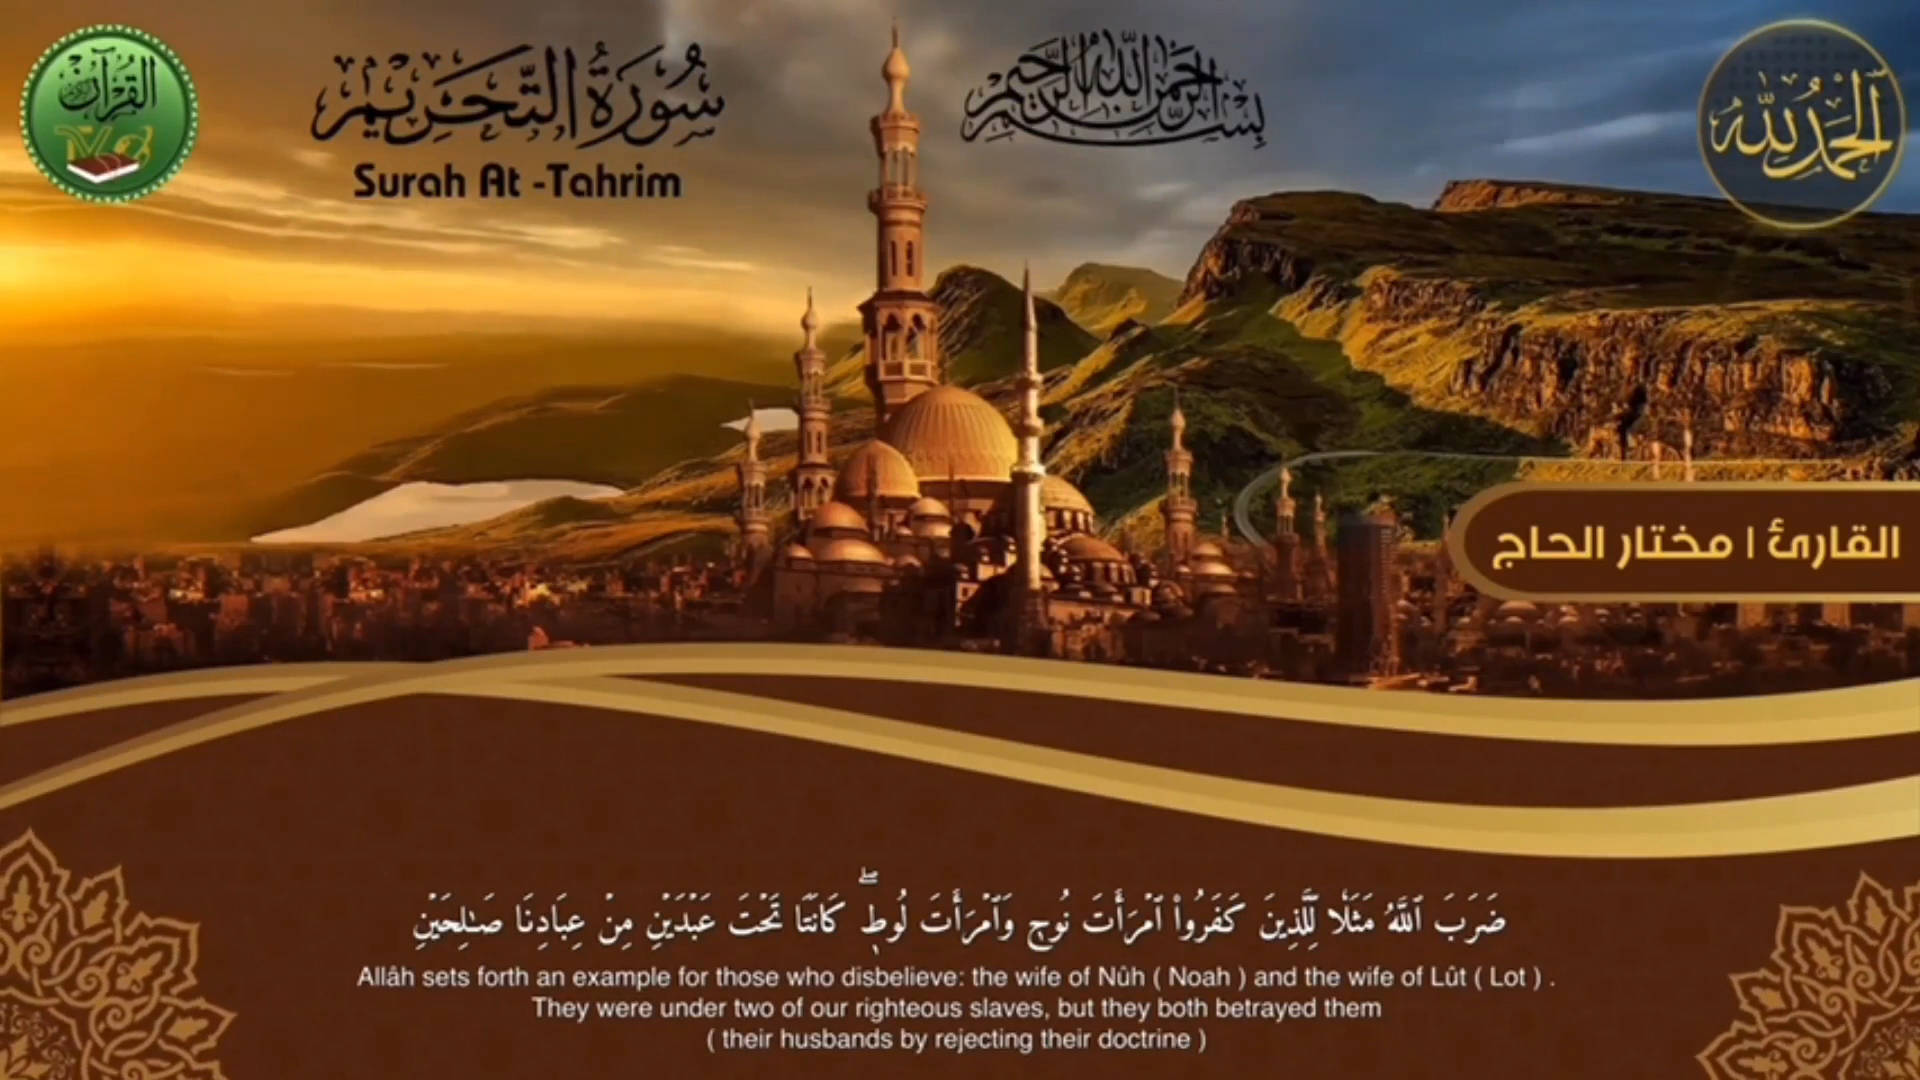 القرآن
TV
سُورَةُ التَّحْرِيمِ
Surah At -Tahrim
بِسْمِ اللَّهِ الرَّحْمَنِ الرَّحِيمِ
الْحَمْدُ لِلَّهِ
القارئ | مختار الحاج
ضَرَبَ ٱللَّهُ مَثَلًا لِّلَّذِينَ كَفَرُوا۟ ٱمْرَأَتَ نُوحٍ وَٱمْرَأَتَ لُوطٍ ۖ كَانَتَا تَحْتَ عَبْدَيْنِ مِنْ عِبَادِنَا صَـٰلِحَيْنِ
Allâh sets forth an example for those who disbelieve: the wife of Nûh ( Noah ) and the wife of Lût ( Lot ) .
They were under two of our righteous slaves, but they both betrayed them
( their husbands by rejecting their doctrine )